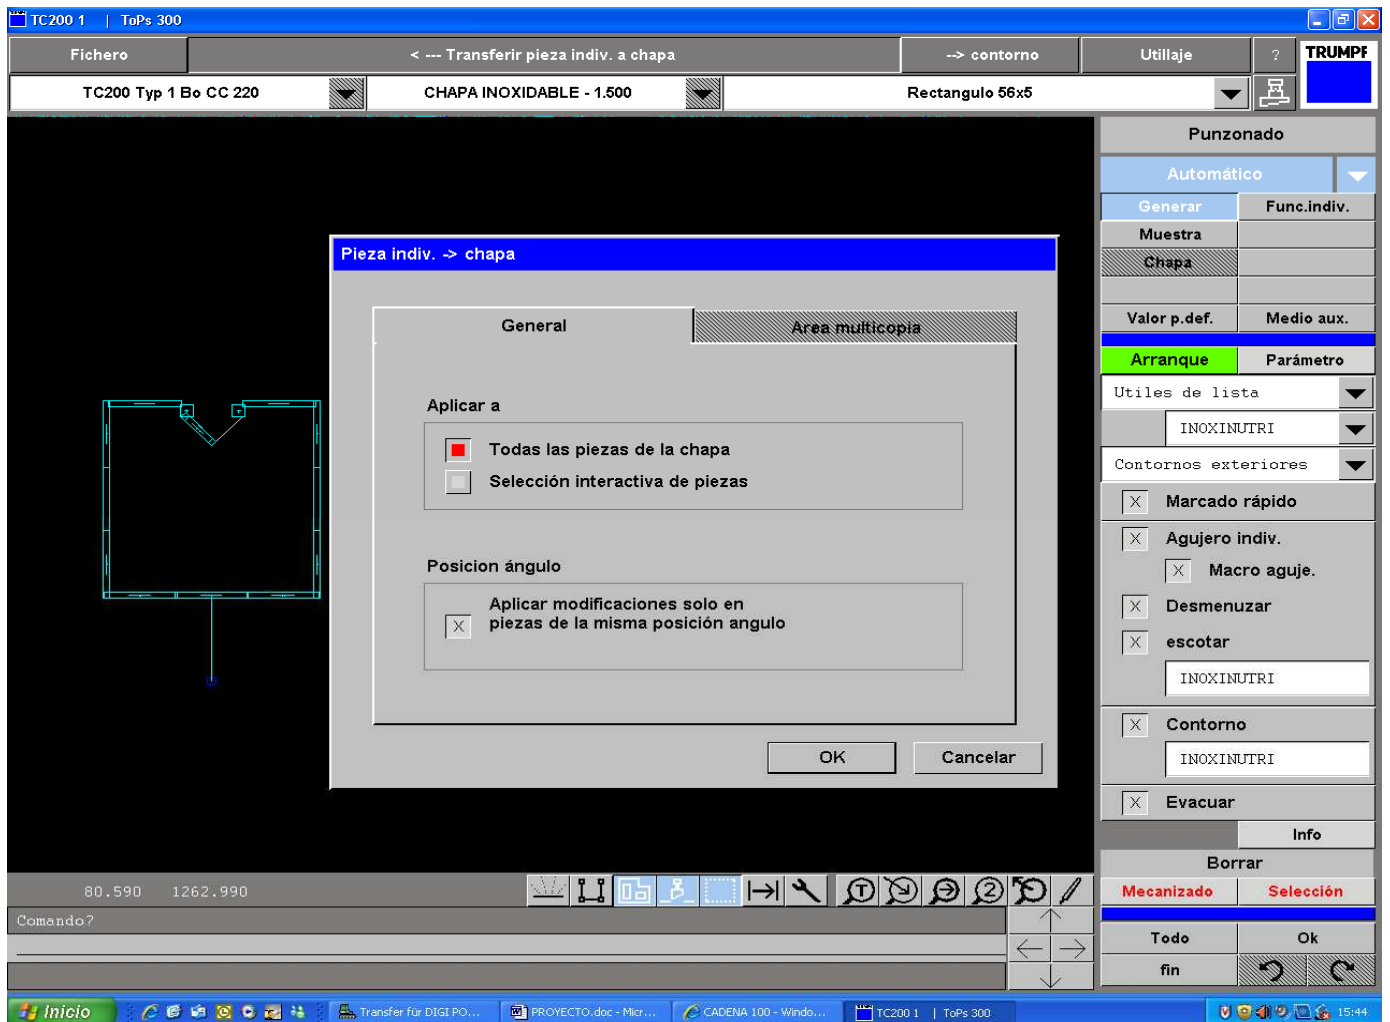 TC200 1 | ToPs 300
Fichero
< --- Transferir pieza indiv. a chapa
--> contorno
Utillaje
?
TRUMPF
TC200 Typ 1 Bo CC 220
CHAPA INOXIDABLE - 1.500
Rectangulo 56x5
Punzonado
Automático
Generar
Func.indiv.
Muestra
Chapa
Valor p.def.
Medio aux.
Arranque
Parámetro
Utiles de lista
INOXINUTRI
Contornos exteriores
X Marcado rápido
X Agujero indiv.
X Macro aguje.
X Desmenuzar
X escotar
INOXINUTRI
X Contorno
INOXINUTRI
X Evacuar
Info
Borrar
Mecanizado
Selección
Todo
Ok
fin
Pieza indiv. -> chapa
General
Area multicopia
Aplicar a
Todas las piezas de la chapa
Selección interactiva de piezas
Posicion ángulo
X Aplicar modificaciones solo en
piezas de la misma posición angulo
OK
Cancelar
80.590 1262.990
Comando?
Inicio
Transfer für DIGI PO...
PROYECTO.doc - Micr...
CADENA 100 - Windo...
TC200 1 | ToPs 300
15:44